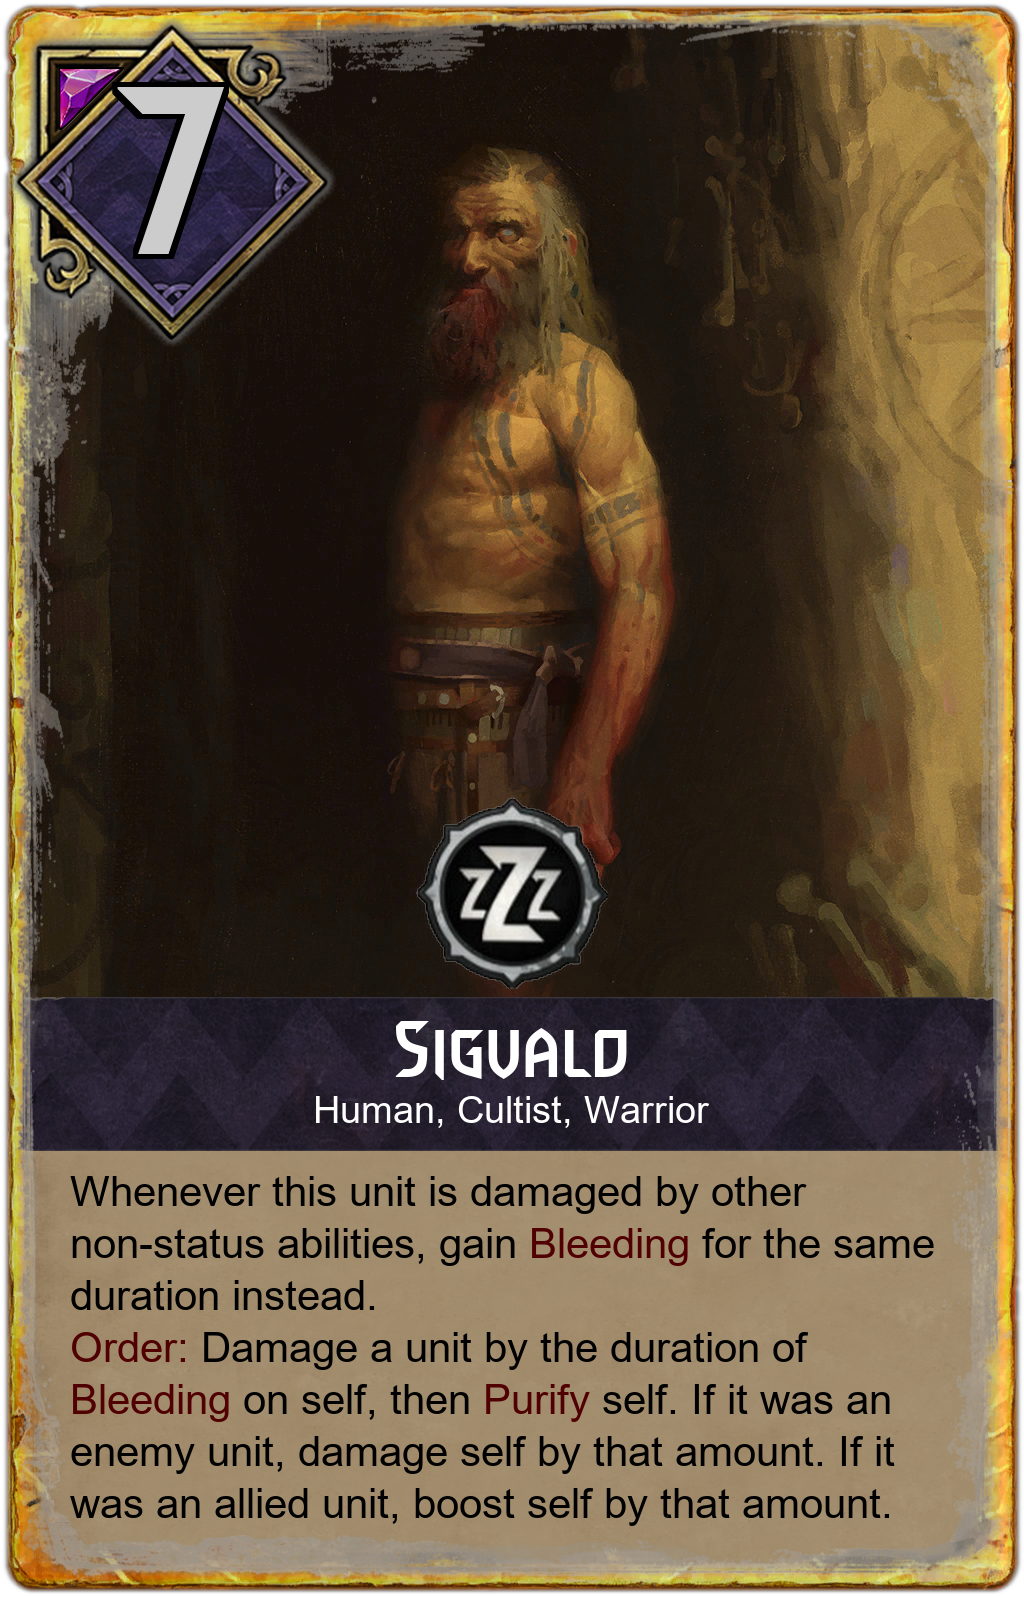 7
zZz
Sigvald
Human, Cultist, Warrior
Whenever this unit is damaged by other
non-status abilities, gain Bleeding for the same
duration instead.
Order: Damage a unit by the duration of
Bleeding on self, then Purify self. If it was an
enemy unit, damage self by that amount. If it
was an allied unit, boost self by that amount.